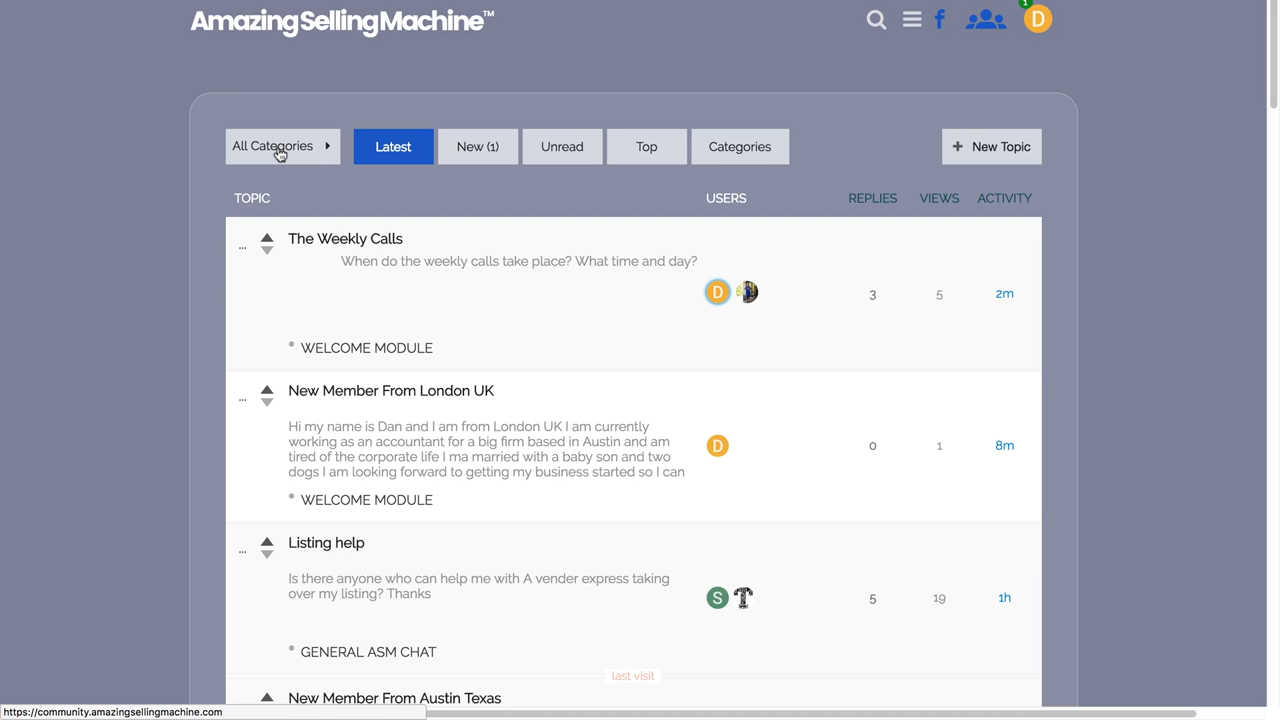 AmazingSellingMachine™
1
D
All Categories
Latest
New (1)
Unread
Top
Categories
+ New Topic
TOPIC
USERS
REPLIES
VIEWS
ACTIVITY
...
The Weekly Calls
When do the weekly calls take place? What time and day?
D
3
5
2m
WELCOME MODULE
...
New Member From London UK
Hi my name is Dan and I am from London UK I am currently
working as an accountant for a big firm based in Austin and am
tired of the corporate life I ma married with a baby son and two
dogs I am looking forward to getting my business started so I can
D
0
1
8m
WELCOME MODULE
...
Listing help
Is there anyone who can help me with A vender express taking
over my listing? Thanks
S
5
19
1h
GENERAL ASM CHAT
last visit
New Member From Austin Texas
https://community.amazingsellingmachine.com